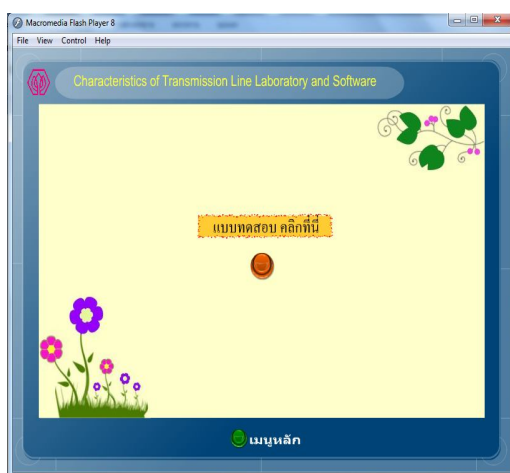 Macromedia Flash Player 8
File View Control Help
Characteristics of Transmission Line Laboratory and Software
แบบทดสอบ คลิกที่นี่
เมนูหลัก